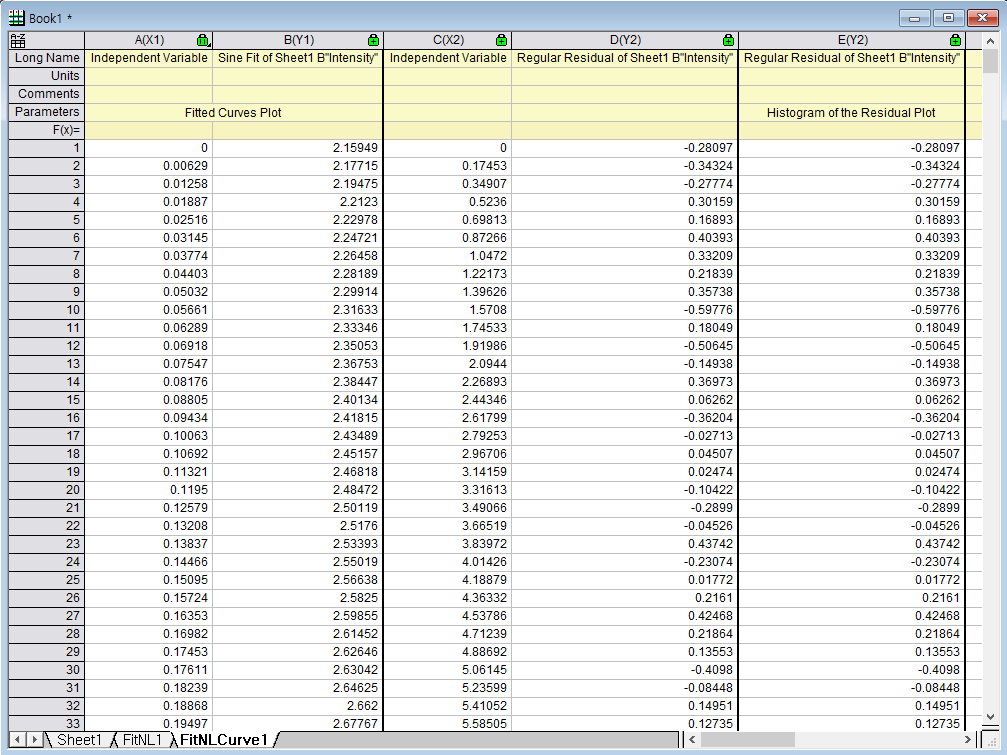 Book1 *
A(X1) B(Y1) C(X2) D(Y2) E(Y2)
Long Name Independent Variable Sine Fit of Sheet1 B"Intensity" Independent Variable Regular Residual of Sheet1 B"Intensity" Regular Residual of Sheet1 B"Intensity"
Units
Comments
Parameters Fitted Curves Plot Histogram of the Residual Plot
F(x)=
1 0 2.15949 0 -0.28097 -0.28097
2 0.00629 2.17715 0.17453 -0.34324 -0.34324
3 0.01258 2.19475 0.34907 -0.27774 -0.27774
4 0.01887 2.2123 0.5236 0.30159 0.30159
5 0.02516 2.22978 0.69813 0.16893 0.16893
6 0.03145 2.24721 0.87266 0.40393 0.40393
7 0.03774 2.26458 1.0472 0.33209 0.33209
8 0.04403 2.28189 1.22173 0.21839 0.21839
9 0.05032 2.29914 1.39626 0.35738 0.35738
10 0.05661 2.31633 1.5708 -0.59776 -0.59776
11 0.06289 2.33346 1.74533 0.18049 0.18049
12 0.06918 2.35053 1.91986 -0.50645 -0.50645
13 0.07547 2.36753 2.0944 -0.14938 -0.14938
14 0.08176 2.38447 2.26893 0.36973 0.36973
15 0.08805 2.40134 2.44346 0.06262 0.06262
16 0.09434 2.41815 2.61799 -0.36204 -0.36204
17 0.10063 2.43489 2.79253 -0.02713 -0.02713
18 0.10692 2.45157 2.96706 0.04507 0.04507
19 0.11321 2.46818 3.14159 0.02474 0.02474
20 0.1195 2.48472 3.31613 -0.10422 -0.10422
21 0.12579 2.50119 3.49066 -0.2899 -0.2899
22 0.13208 2.5176 3.66519 -0.04526 -0.04526
23 0.13837 2.53393 3.83972 0.43742 0.43742
24 0.14466 2.55019 4.01426 -0.23074 -0.23074
25 0.15095 2.56638 4.18879 0.01772 0.01772
26 0.15724 2.5825 4.36332 0.2161 0.2161
27 0.16353 2.59855 4.53786 0.42468 0.42468
28 0.16982 2.61452 4.71239 0.21864 0.21864
29 0.17453 2.62646 4.88692 0.13553 0.13553
30 0.17611 2.63042 5.06145 -0.4098 -0.4098
31 0.18239 2.64625 5.23599 -0.08448 -0.08448
32 0.18868 2.662 5.41052 0.14951 0.14951
33 0.19497 2.67767 5.58505 0.12735 0.12735
Sheet1 FitNL1 FitNLCurve1